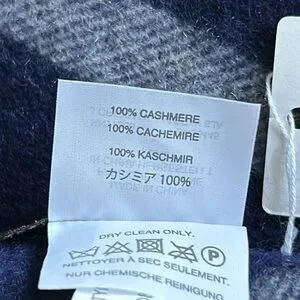 100% CASHMERE
100% CACHEMIRE
100% KASCHMIR
カシミア 100%
DRY CLEAN ONLY.
NETTOYER À SEC SEULEMENT.
NUR CHEMISCHE REINIGUNG